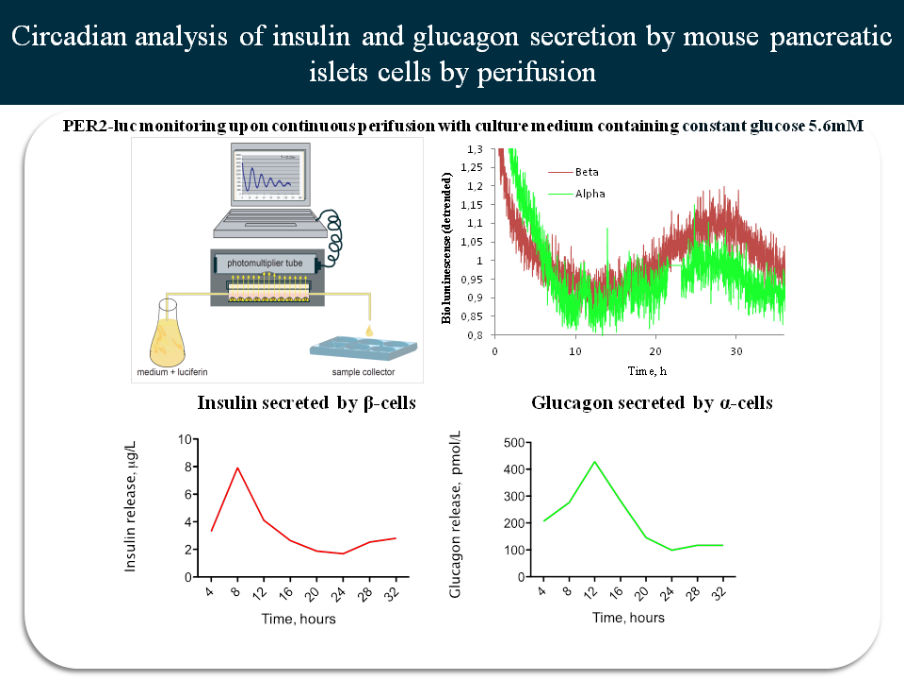 Circadian analysis of insulin and glucagon secretion by mouse pancreatic
islets cells by perifusion
PER2-luc monitoring upon continuous perifusion with culture medium containing constant glucose 5.6mM
photomultiplier tube
medium + luciferin
sample collector
Bioluminescense (detrended)
1,3
1,25
1,2
1,15
1,1
1,05
1
0,95
0,9
0,85
0,8
Beta
Alpha
0 10 20 30
Time, h
Insulin secreted by β-cells
Insulin release, µg/L
10
8
6
4
2
0
4 8 12 16 20 24 28 32
Time, hours
Glucagon secreted by α-cells
Glucagon release, pmol/L
500
400
300
200
100
0
4 8 12 16 20 24 28 32
Time, hours